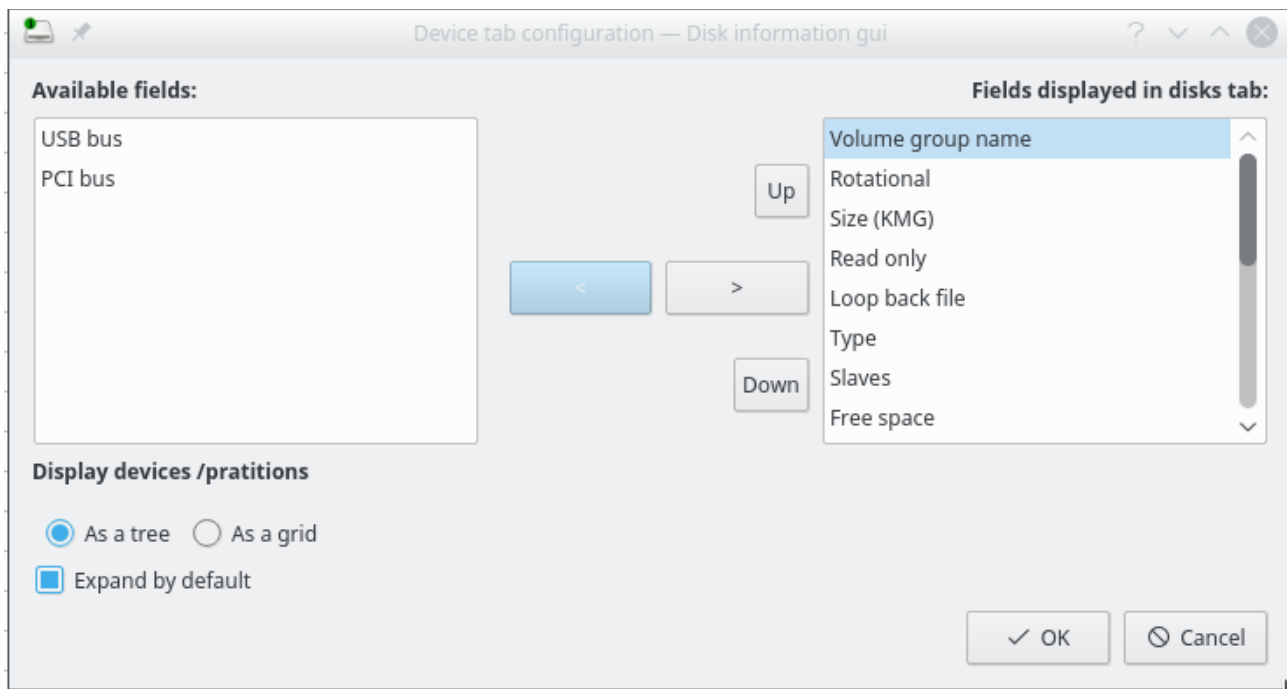 Device tab configuration — Disk information gui
Available fields:
Fields displayed in disks tab:
USB bus
PCI bus
Up
<
>
Down
Volume group name
Rotational
Size (KMG)
Read only
Loop back file
Type
Slaves
Free space
Display devices /pratitions
As a tree
As a grid
Expand by default
OK
Cancel